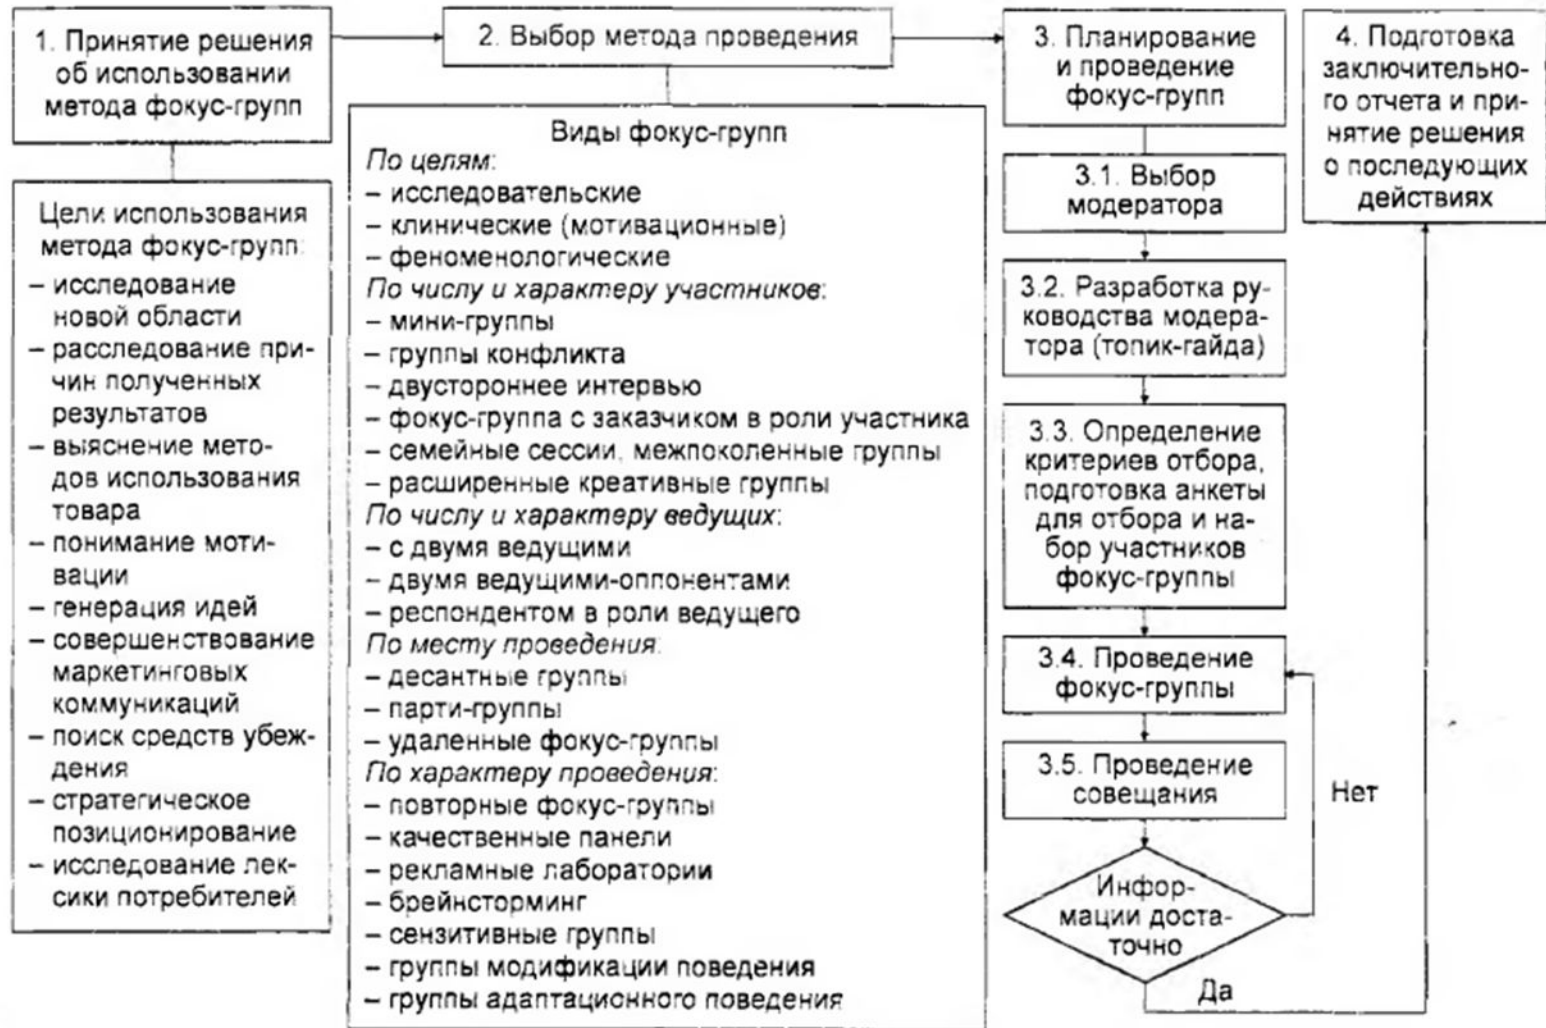 1. Принятие решения
об использовании
метода фокус-групп
Цели использования
метода фокус-групп:
– исследование
новой области
– расследование при-
чин полученных
результатов
– выяснение мето-
дов использования
товара
– понимание моти-
вации
– генерация идей
– совершенствование
маркетинговых
коммуникаций
– поиск средств убеж-
дения
– стратегическое
позиционирование
– исследование лек-
сики потребителей
2. Выбор метода проведения
Виды фокус-групп
По целям:
– исследовательские
– клинические (мотивационные)
– феноменологические
По числу и характеру участников:
– мини-группы
– группы конфликта
– двустороннее интервью
– фокус-группа с заказчиком в роли участника
– семейные сессии, межпоколенные группы
– расширенные креативные группы
По числу и характеру ведущих:
– с двумя ведущими
– двумя ведущими-оппонентами
– респондентом в роли ведущего
По месту проведения:
– десантные группы
– парти-группы
– удаленные фокус-группы
По характеру проведения:
– повторные фокус-группы
– качественные панели
– рекламные лаборатории
– брейнсторминг
– сензитивные группы
– группы модификации поведения
– группы адаптационного поведения
3. Планирование
и проведение
фокус-групп
3.1. Выбор
модератора
3.2. Разработка ру-
ководства модера-
тора (топик-гайда)
3.3. Определение
критериев отбора,
подготовка анкеты
для отбора и на-
бор участников
фокус-группы
3.4. Проведение
фокус-группы
3.5. Проведение
совещания
Инфор-
мации доста-
точно
Нет
Да
4. Подготовка
заключительно-
го отчета и при-
нятие решения
о последующих
действиях